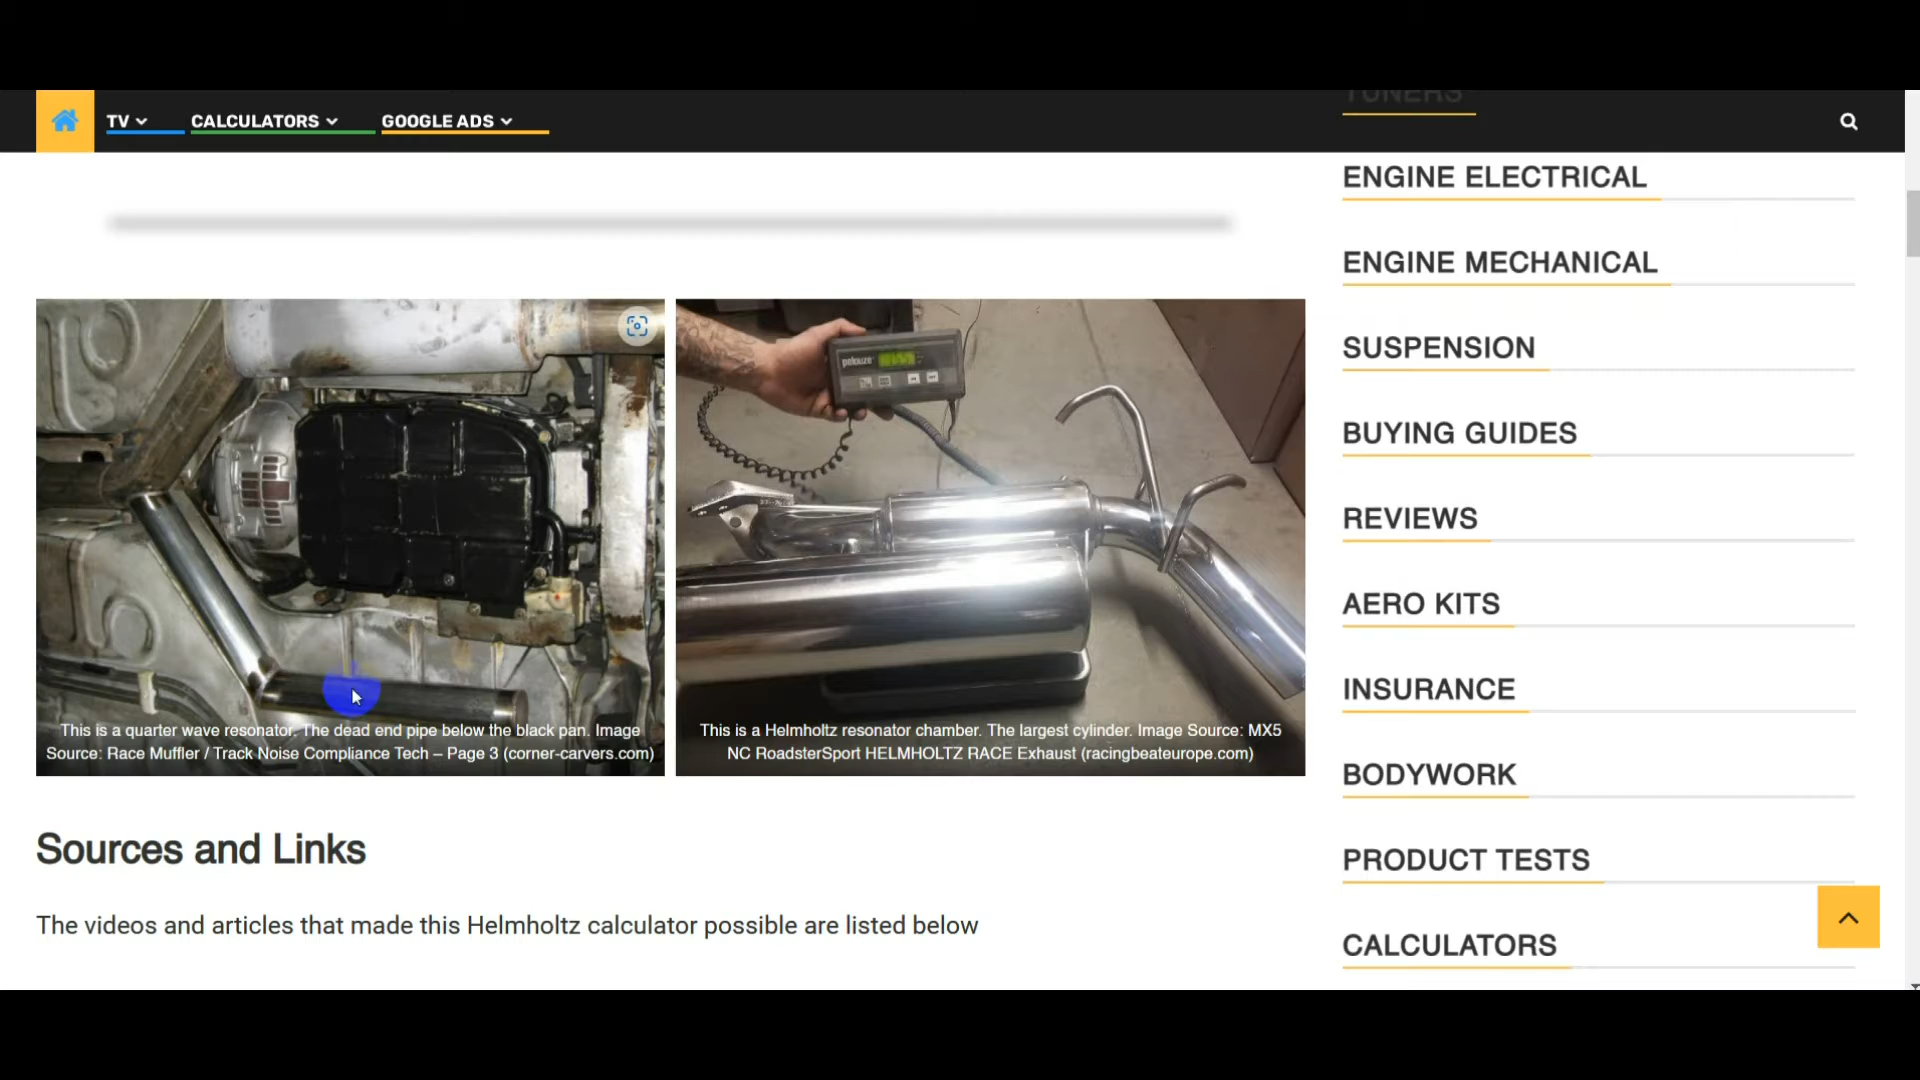 TV
CALCULATORS
GOOGLE ADS
TUNERS
ENGINE ELECTRICAL
ENGINE MECHANICAL
SUSPENSION
BUYING GUIDES
REVIEWS
AERO KITS
INSURANCE
BODYWORK
PRODUCT TESTS
CALCULATORS
pelouze
This is a quarter wave resonator. The dead end pipe below the black pan. Image
Source: Race Muffler / Track Noise Compliance Tech – Page 3 (corner-carvers.com)
This is a Helmholtz resonator chamber. The largest cylinder. Image Source: MX5
NC RoadsterSport HELMHOLTZ RACE Exhaust (racingbeateurope.com)
Sources and Links
The videos and articles that made this Helmholtz calculator possible are listed below